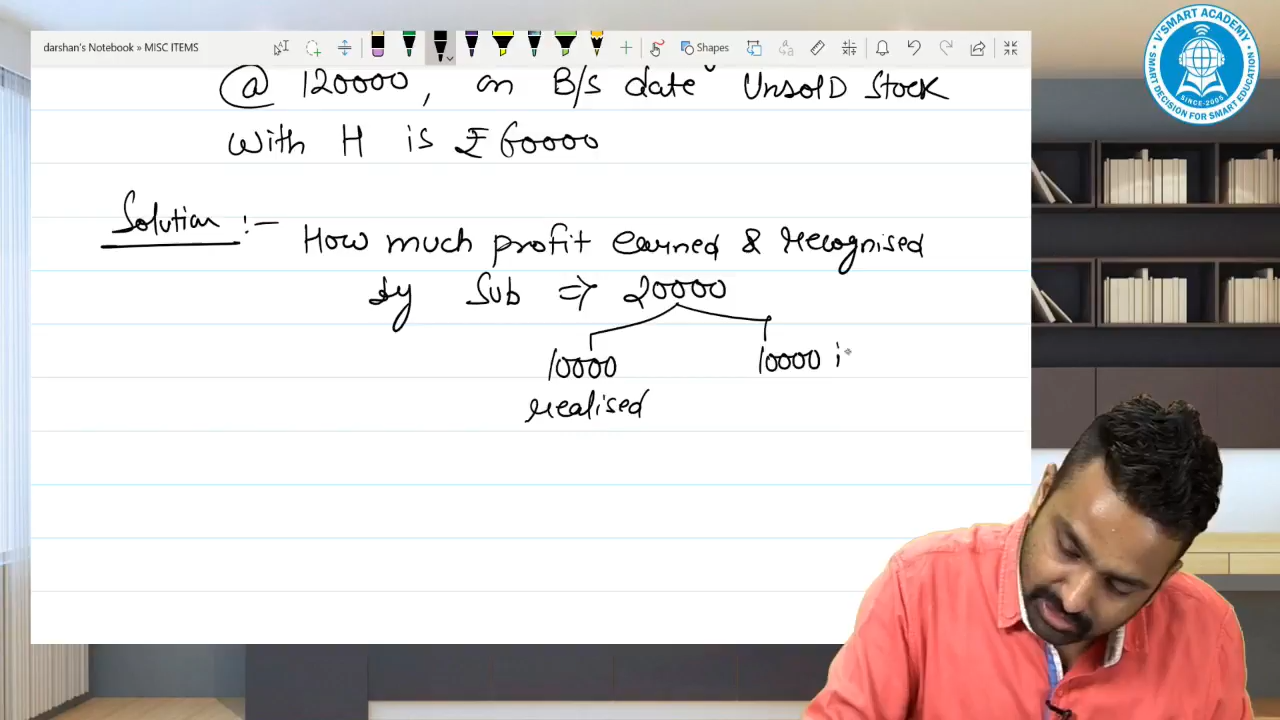 darshan's Notebook » MISC ITEMS
Shapes
V'SMART ACADEMY
SINCE-2005
SMART DECISION FOR SMART EDUCATION
@ 120000, on B/s date Unsold Stock
With H is ₹ 60000
Solution :-
How much profit earned & recognised
by Sub ⇒ 20000
10000
10000 i
realised